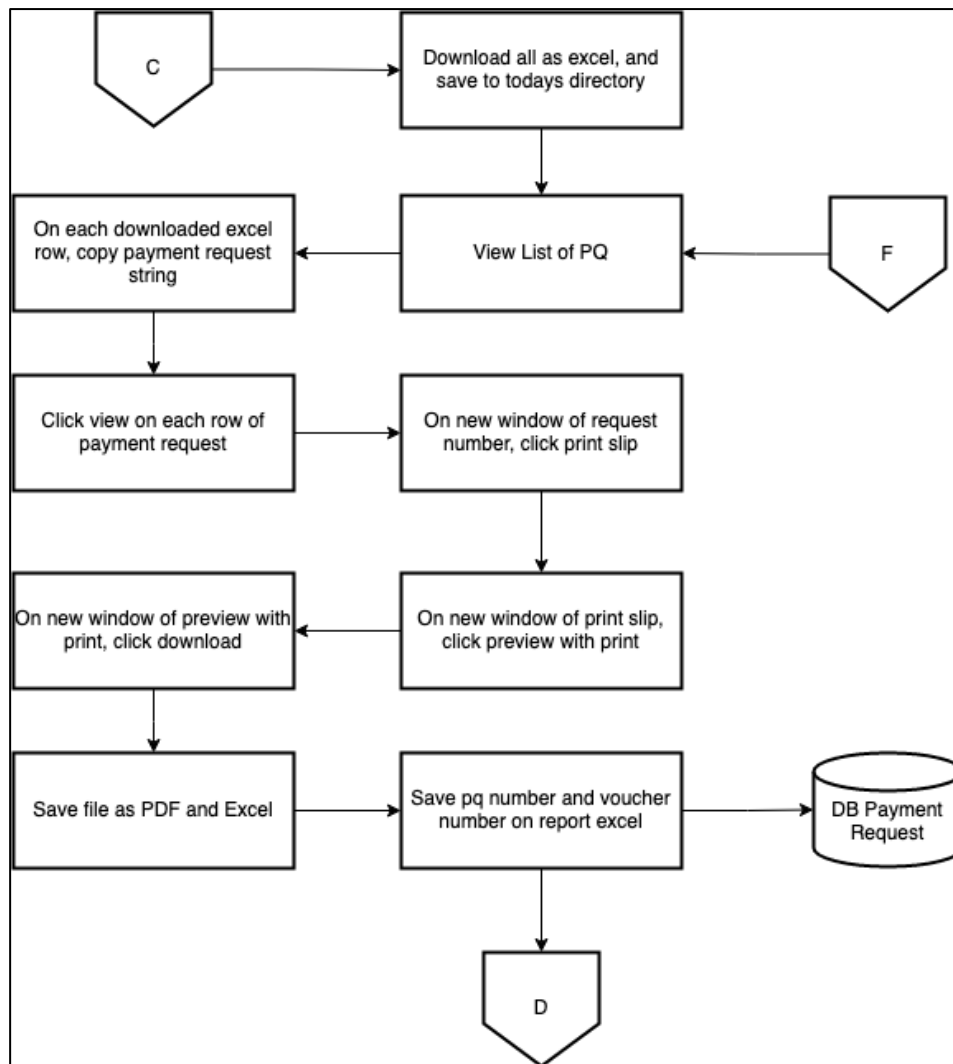 C
Download all as excel, and
save to todays directory
On each downloaded excel
row, copy payment request
string
View List of PQ
F
Click view on each row of
payment request
On new window of request
number, click print slip
On new window of preview with
print, click download
On new window of print slip,
click preview with print
Save file as PDF and Excel
Save pq number and voucher
number on report excel
DB Payment
Request
D